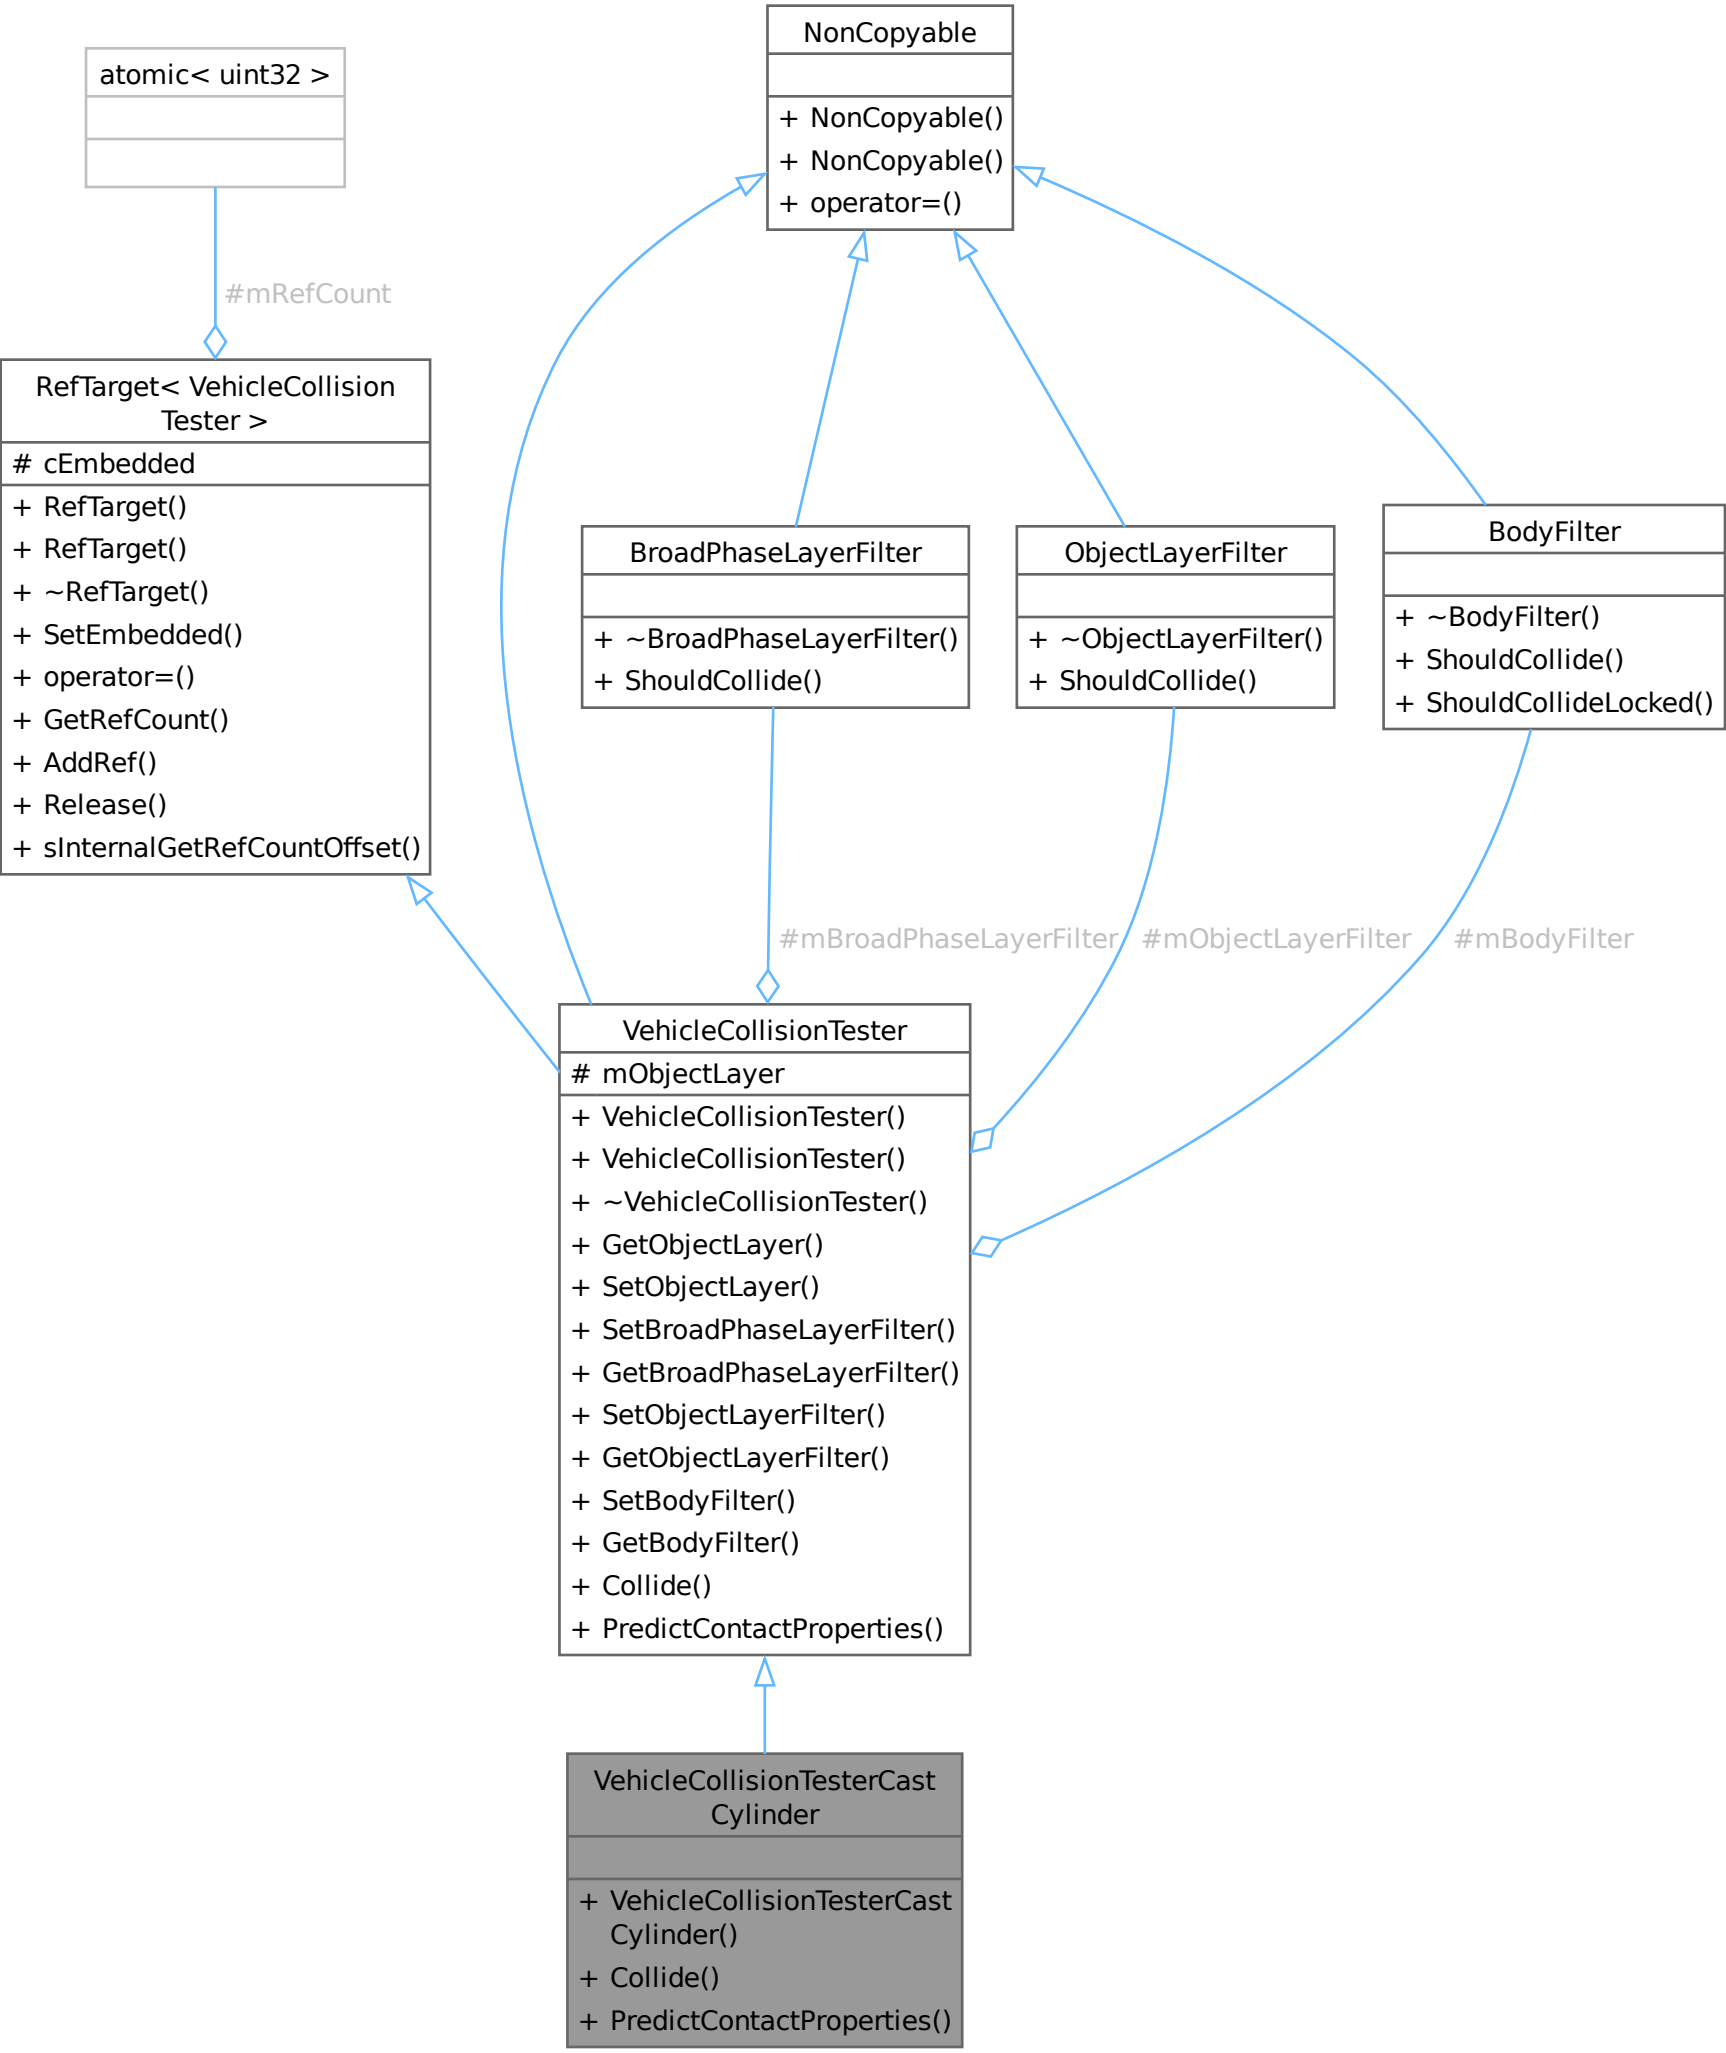 NonCopyable
+ NonCopyable()
+ NonCopyable()
+ operator=()
atomic< uint32 >
#mRefCount
RefTarget< VehicleCollision
Tester >
# cEmbedded
+ RefTarget()
+ RefTarget()
+ ~RefTarget()
+ SetEmbedded()
+ operator=()
+ GetRefCount()
+ AddRef()
+ Release()
+ sInternalGetRefCountOffset()
BroadPhaseLayerFilter
+ ~BroadPhaseLayerFilter()
+ ShouldCollide()
ObjectLayerFilter
+ ~ObjectLayerFilter()
+ ShouldCollide()
BodyFilter
+ ~BodyFilter()
+ ShouldCollide()
+ ShouldCollideLocked()
#mBroadPhaseLayerFilter
#mObjectLayerFilter
#mBodyFilter
VehicleCollisionTester
# mObjectLayer
+ VehicleCollisionTester()
+ VehicleCollisionTester()
+ ~VehicleCollisionTester()
+ GetObjectLayer()
+ SetObjectLayer()
+ SetBroadPhaseLayerFilter()
+ GetBroadPhaseLayerFilter()
+ SetObjectLayerFilter()
+ GetObjectLayerFilter()
+ SetBodyFilter()
+ GetBodyFilter()
+ Collide()
+ PredictContactProperties()
VehicleCollisionTesterCast
Cylinder
+ VehicleCollisionTesterCast
Cylinder()
+ Collide()
+ PredictContactProperties()